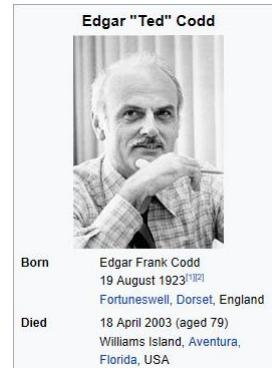 Edgar "Ted" Codd
Born
Edgar Frank Codd
19 August 1923[1][2]
Fortuneswell, Dorset, England
Died
18 April 2003 (aged 79)
Williams Island, Aventura,
Florida, USA